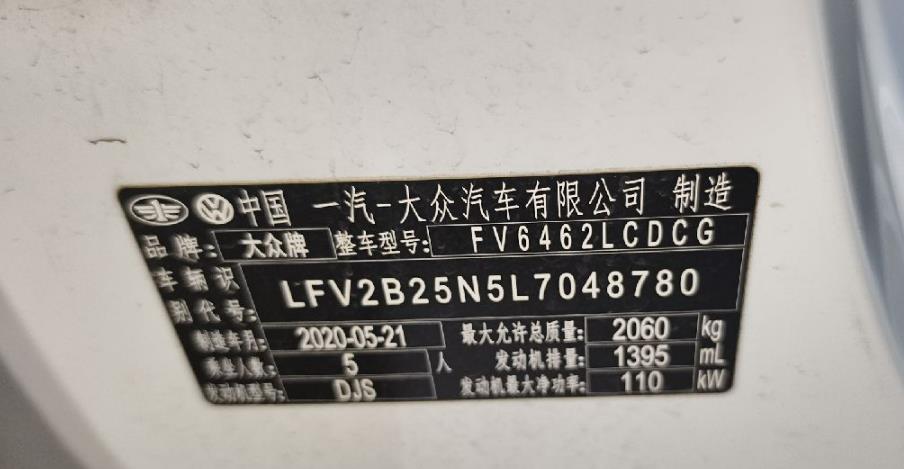 中国 一汽-大众汽车有限公司 制造
品牌: 大众牌 整车型号: FV6462LCDCG
车辆识别代号: LFV2B25N5L7048780
制造年月: 2020-05-21 最大允许总质量: 2060 kg
乘坐人数: 5 人 发动机排量: 1395 mL
发动机型号: DJS 发动机最大净功率: 110 kW